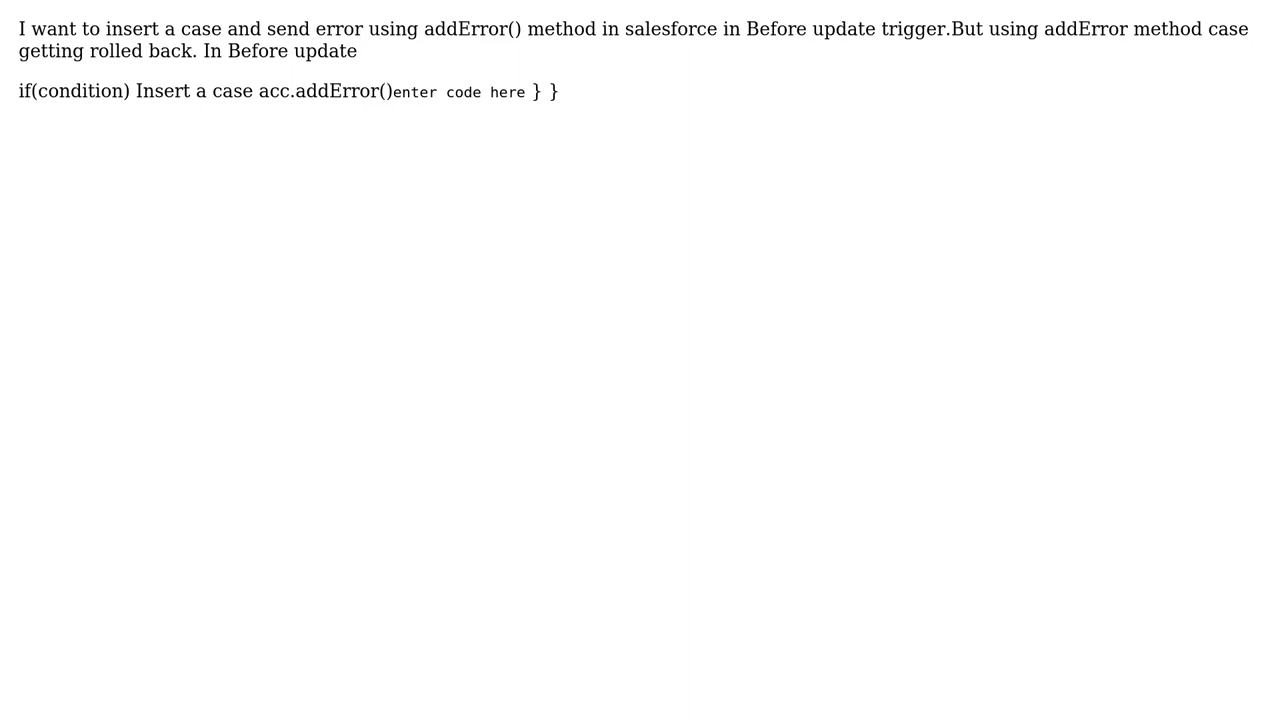 I want to insert a case and send error using addError() method in salesforce in Before update trigger.But using addError method case
getting rolled back. In Before update
if(condition) Insert a case acc.addError()enter code here } }